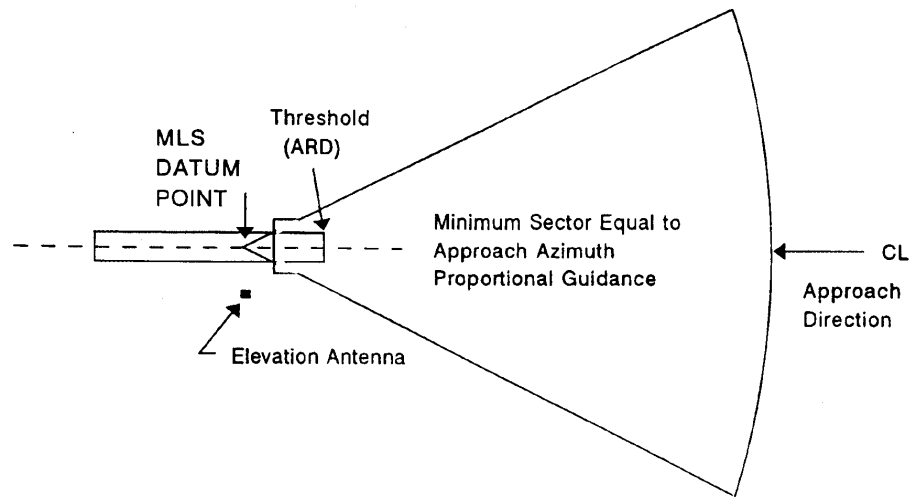 MLS
DATUM
POINT
Threshold
(ARD)
Minimum Sector Equal to
Approach Azimuth
Proportional Guidance
CL
Approach
Direction
Elevation Antenna